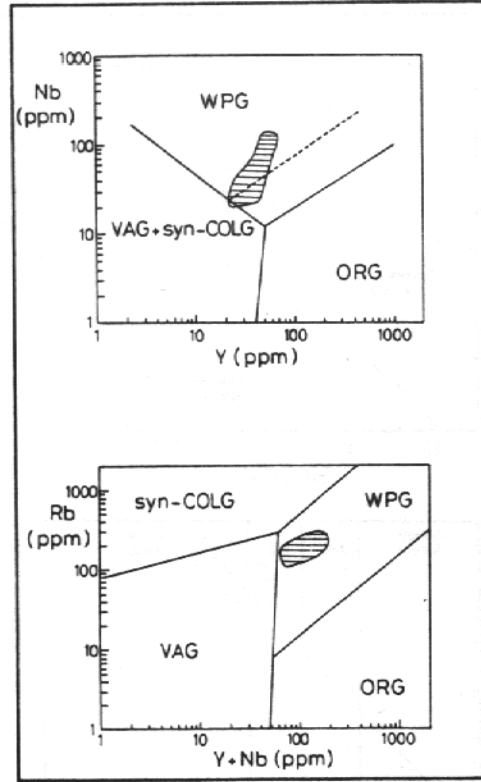 1000
Nb
(ppm)
WPG
100
VAG+syn-COLG
10
ORG
1
1 10 100 1000
Y (ppm)
1000
syn-COLG
WPG
Rb
(ppm)
100
10
VAG
ORG
1
1 10 100 1000
Y+Nb (ppm)